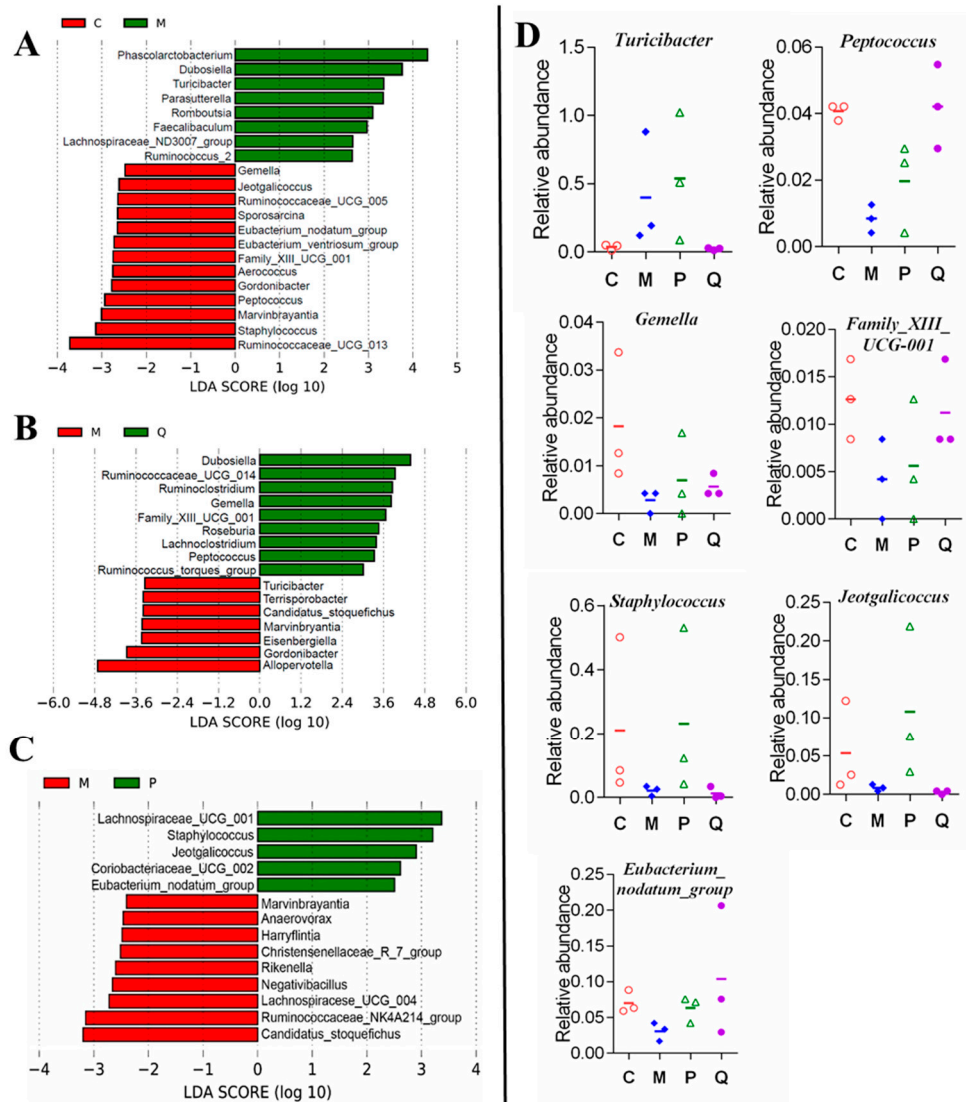 A
C M
Phascolarctobacterium
Dubosiella
Turicibacter
Parasutterella
Romboutsia
Faecalibaculum
Lachnospiraceae_ND3007_group
Ruminococcus_2
Gemella
Jeotgalicoccus
Ruminococcaceae_UCG_005
Sporosarcina
Eubacterium_nodatum_group
Eubacterium_ventriosum_group
Family_XIII_UCG_001
Aerococcus
Gordonibacter
Peptococcus
Marvinbrayantia
Staphylococcus
Ruminococcaceae_UCG_013
−4 −3 −2 −1 0 1 2 3 4 5
LDA SCORE (log 10)
B
M Q
Dubosiella
Ruminococcaceae_UCG_014
Ruminoclostridium
Gemella
Family_XIII_UCG_001
Roseburia
Lachnoclostridium
Peptococcus
Ruminococcus_torques_group
Turicibacter
Terrisporobacter
Candidatus_stoquefichus
Marvinbryantia
Eisenbergiella
Gordonibacter
Allopervotella
−6.0 −4.8 −3.6 −2.4 −1.2 0.0 1.2 2.4 3.6 4.8 6.0
LDA SCORE (log 10)
C
M P
Lachnospiraceae_UCG_001
Staphylococcus
Jeotgalicoccus
Coriobacteriaceae_UCG_002
Eubacterium_nodatum_group
Marvinbrayantia
Anaerovorax
Harryflintia
Christensenellaceae_R_7_group
Rikenella
Negativibacillus
Lachnospiracese_UCG_004
Ruminococcaceae_NK4A214_group
Candidatus_stoquefichus
−4 −3 −2 −1 0 1 2 3 4
LDA SCORE (log 10)
D
Turicibacter
Relative abundance
1.5
1.0
0.5
0.0
C M P Q
Peptococcus
Relative abundance
0.06
0.04
0.02
0.00
C M P Q
Gemella
Relative abundance
0.04
0.03
0.02
0.01
0.00
C M P Q
Family_XIII_
UCG-001
Relative abundance
0.020
0.015
0.010
0.005
0.000
C M P Q
Staphylococcus
Relative abundance
0.6
0.4
0.2
0.0
C M P Q
Jeotgalicoccus
Relative abundance
0.25
0.20
0.15
0.10
0.05
0.00
C M P Q
Eubacterium_
nodatum_group
Relative abundance
0.25
0.20
0.15
0.10
0.05
0.00
C M P Q